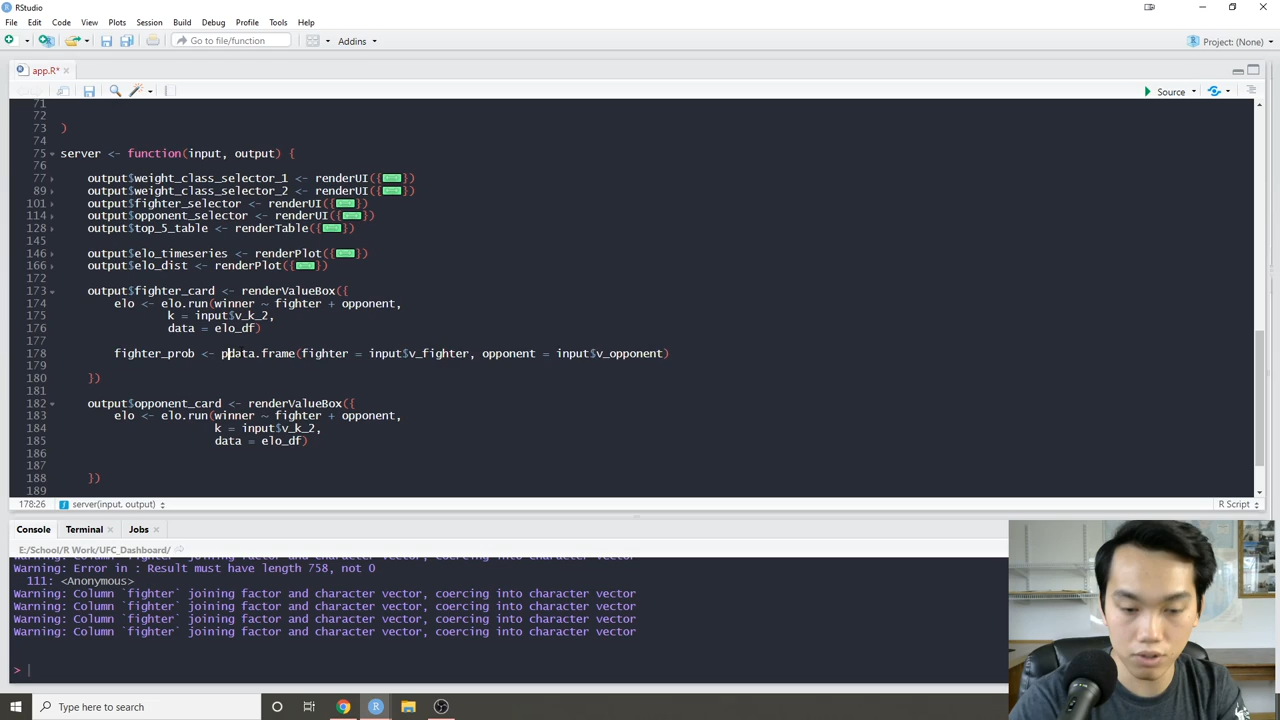 RStudio
File Edit Code View Plots Session Build Debug Profile Tools Help
Go to file/function Addins Project: (None)
app.R*
Source
71
72
73 )
74
75 server <- function(input, output) {
76
77 output$weight_class_selector_1 <- renderUI({})
89 output$weight_class_selector_2 <- renderUI({})
101 output$fighter_selector <- renderUI({})
114 output$opponent_selector <- renderUI({})
128 output$top_5_table <- renderTable({})
145
146 output$elo_timeseries <- renderPlot({})
166 output$elo_dist <- renderPlot({})
172
173 output$fighter_card <- renderValueBox({
174 elo <- elo.run(winner ~ fighter + opponent,
175 k = input$v_k_2,
176 data = elo_df)
177
178 fighter_prob <- pdata.frame(fighter = input$v_fighter, opponent = input$v_opponent)
179
180 })
181
182 output$opponent_card <- renderValueBox({
183 elo <- elo.run(winner ~ fighter + opponent,
184 k = input$v_k_2,
185 data = elo_df)
186
187
188 })
189
178:26 server(input, output) R Script
Console Terminal Jobs
E:/School/R Work/UFC_Dashboard/
Warning: Column `fighter` joining factor and character vector, coercing into character vector
Warning: Error in : Result must have length 758, not 0
111: <Anonymous>
Warning: Column `fighter` joining factor and character vector, coercing into character vector
Warning: Column `fighter` joining factor and character vector, coercing into character vector
Warning: Column `fighter` joining factor and character vector, coercing into character vector
Warning: Column `fighter` joining factor and character vector, coercing into character vector
>
Type here to search